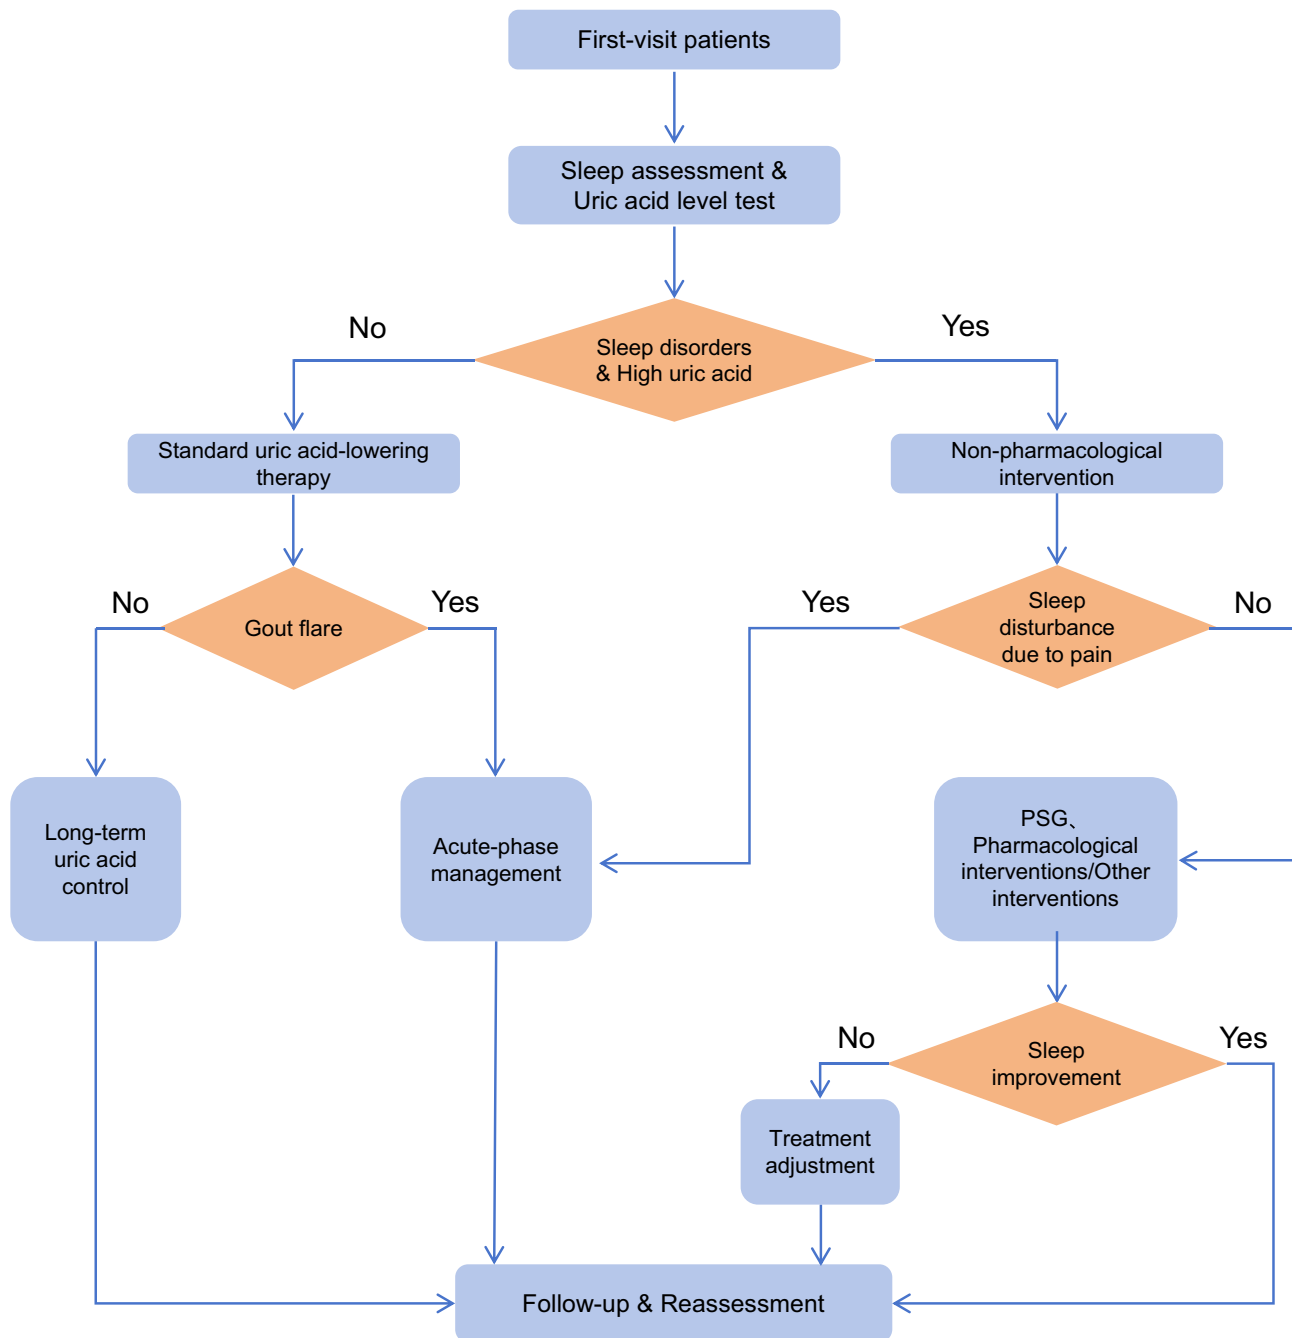 First-visit patients
Sleep assessment &
Uric acid level test
No
Yes
Sleep disorders
& High uric acid
Standard uric acid-lowering
therapy
Non-pharmacological
intervention
No
Yes
Gout flare
Yes
No
Sleep
disturbance
due to pain
Long-term
uric acid
control
Acute-phase
management
PSG、
Pharmacological
interventions/Other
interventions
No
Yes
Sleep
improvement
Treatment
adjustment
Follow-up & Reassessment